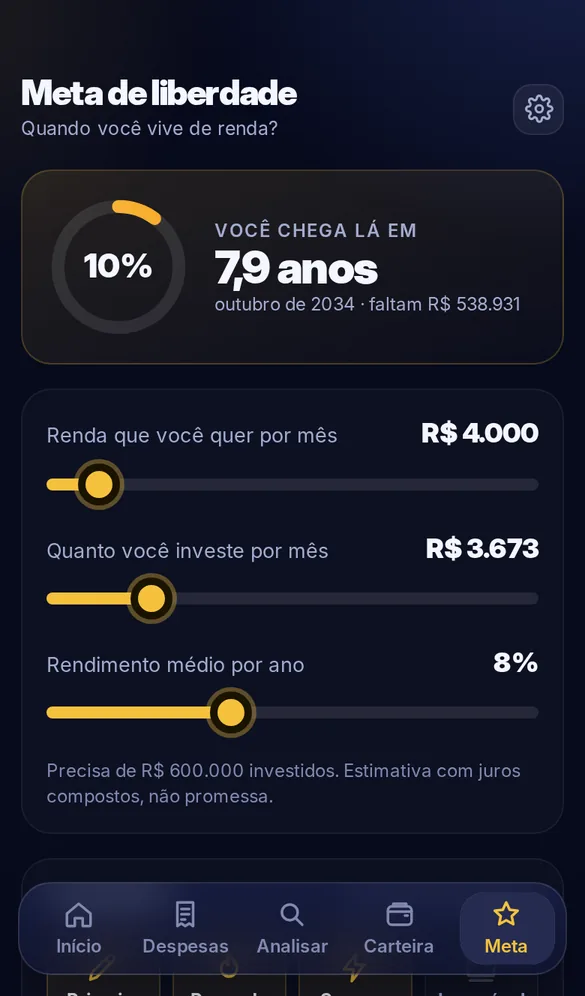 Meta de liberdade
Quando você vive de renda?
10%
VOCÊ CHEGA LÁ EM
7,9 anos
outubro de 2034 · faltam R$ 538.931
Renda que você quer por mês R$ 4.000
Quanto você investe por mês R$ 3.673
Rendimento médio por ano 8%
Precisa de R$ 600.000 investidos. Estimativa com juros
compostos, não promessa.
Início Despesas Analisar Carteira Meta